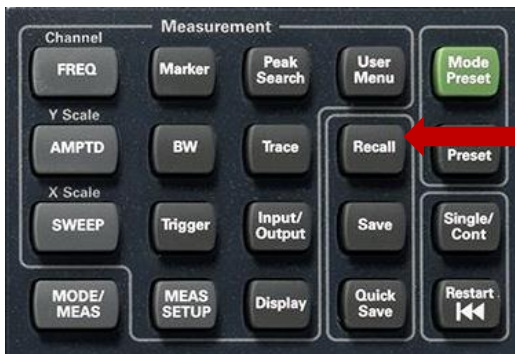 Measurement
Channel
FREQ
Marker
Peak
Search
User
Menu
Mode
Preset
Y Scale
AMPTD
BW
Trace
Recall
Preset
X Scale
SWEEP
Trigger
Input/
Output
Save
Single/
Cont
MODE/
MEAS
MEAS
SETUP
Display
Quick
Save
Restart